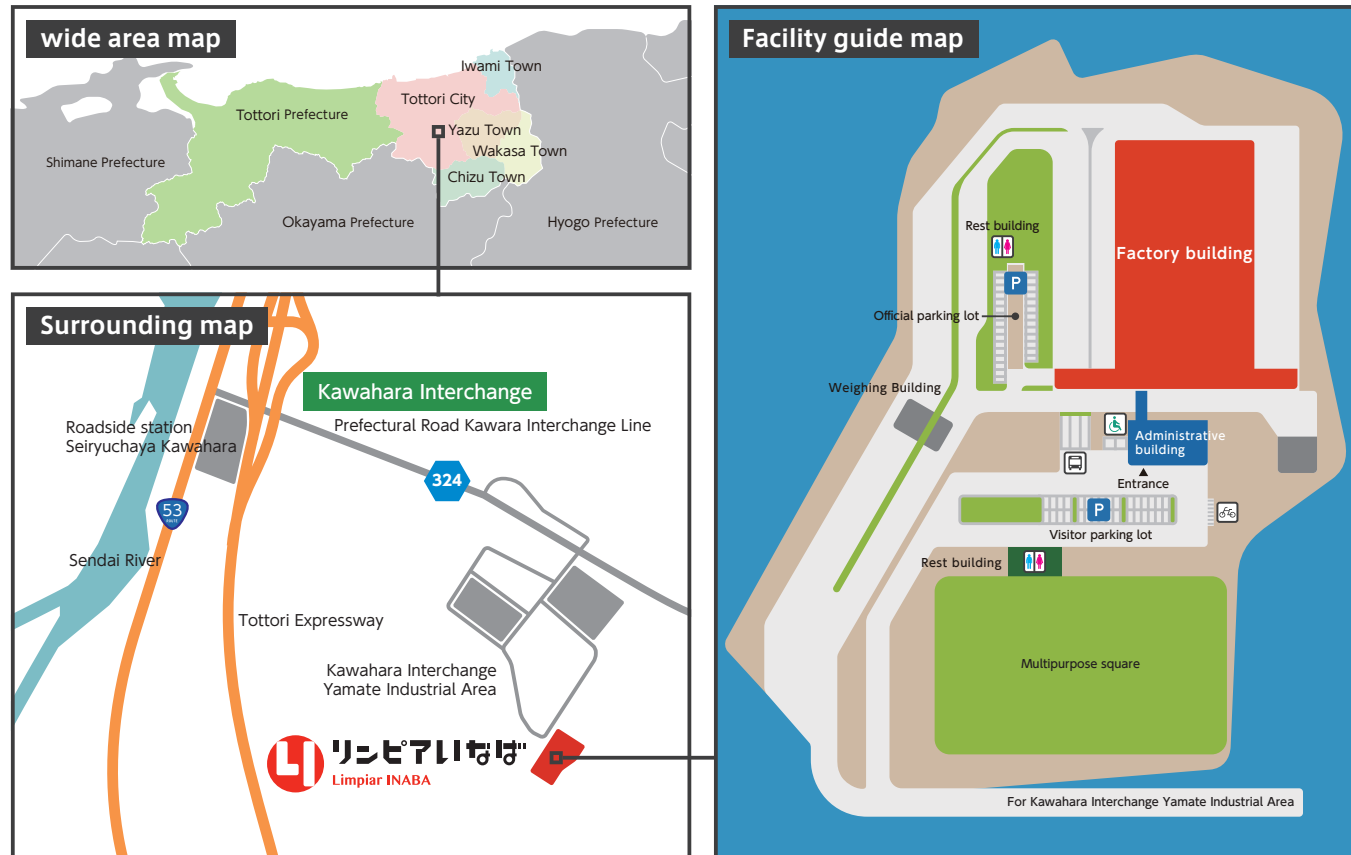 wide area map
Iwami Town
Tottori City
Tottori Prefecture
Yazu Town
Wakasa Town
Shimane Prefecture
Chizu Town
Okayama Prefecture
Hyogo Prefecture
Surrounding map
Kawahara Interchange
Prefectural Road Kawara Interchange Line
Roadside station
Seiryuchaya Kawahara
324
53
ROUTE
Sendai River
Tottori Expressway
Kawahara Interchange
Yamate Industrial Area
リンピアいなば
Limpiar INABA
Facility guide map
Rest building
Factory building
P
Official parking lot
Weighing Building
Administrative
building
Entrance
P
Visitor parking lot
Rest building
Multipurpose square
For Kawahara Interchange Yamate Industrial Area